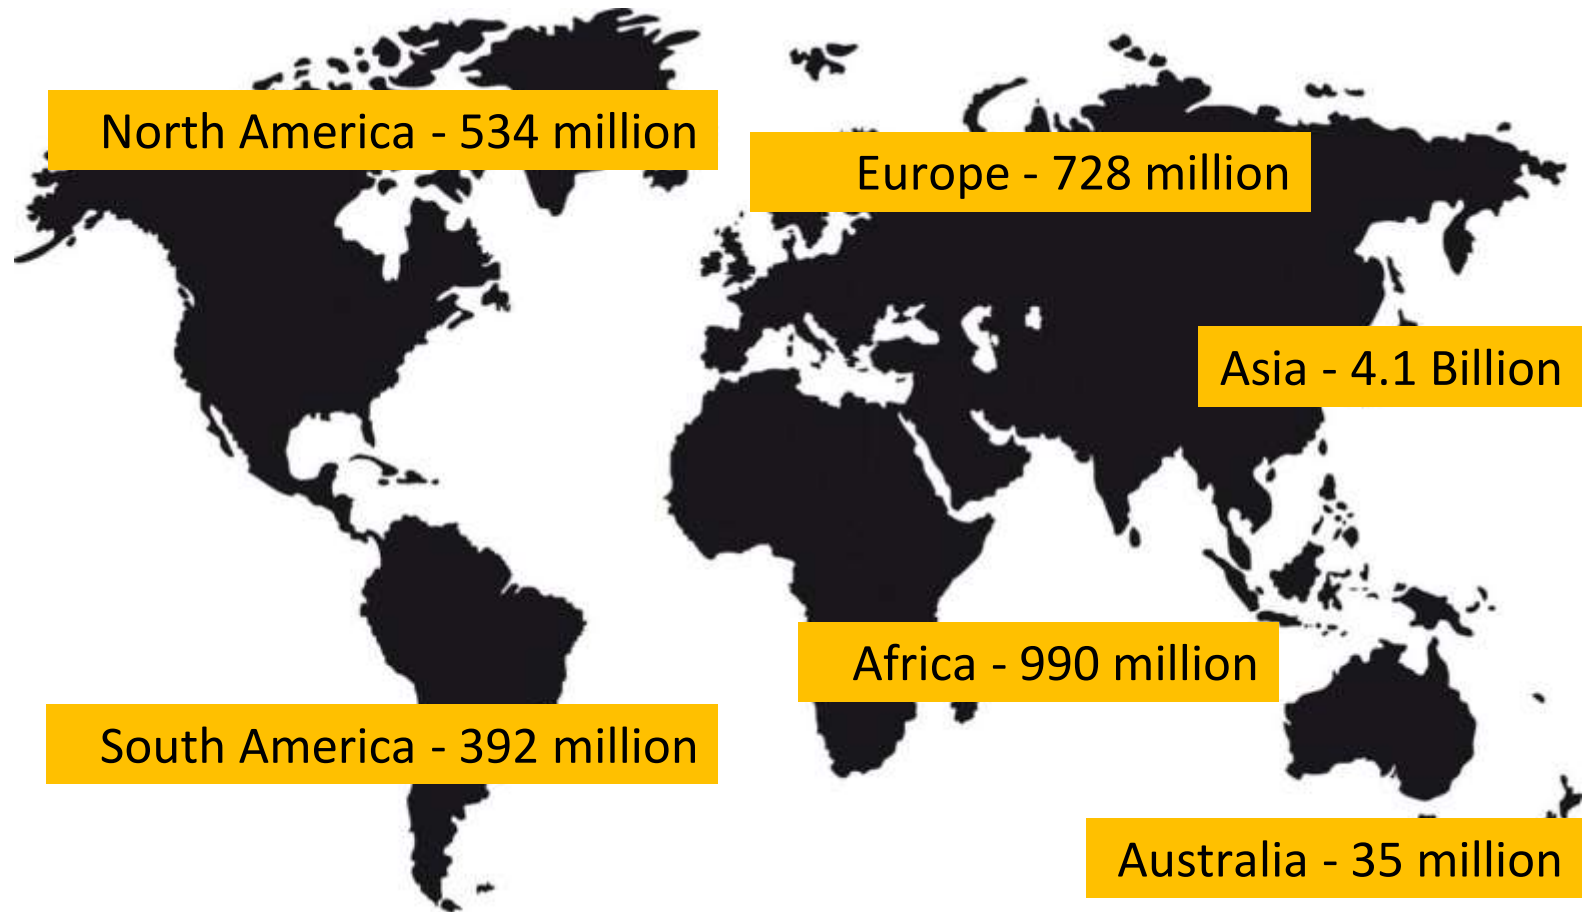 North America - 534 million
Europe - 728 million
Asia - 4.1 Billion
Africa - 990 million
South America - 392 million
Australia - 35 million